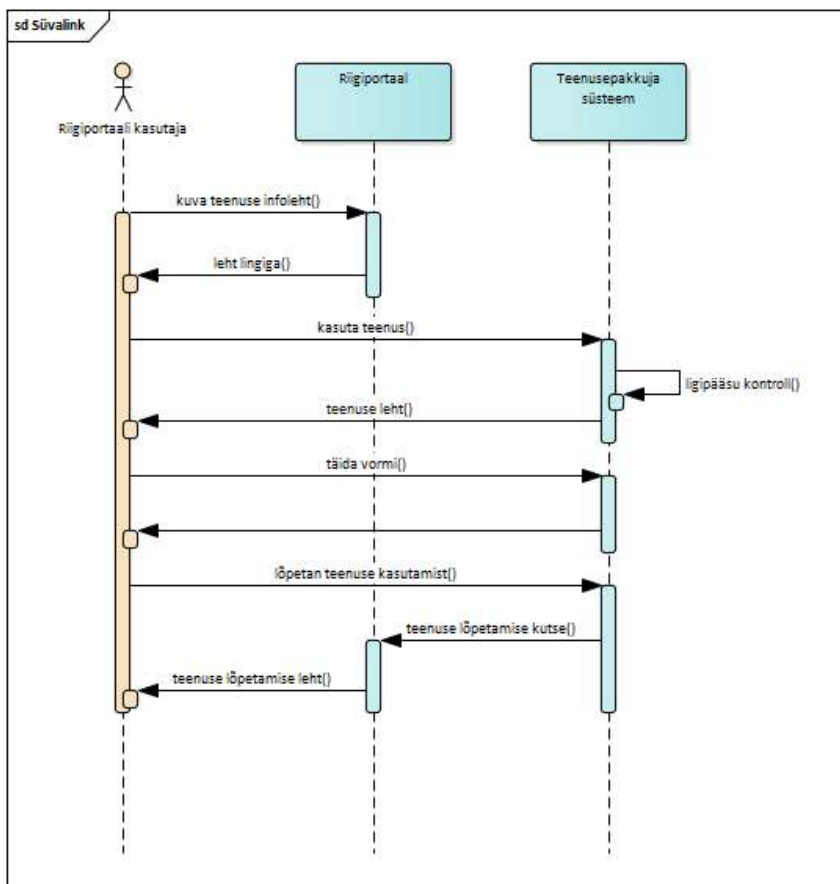 sd Süvalink
Riigiportaali kasutaja
Riigiportaal
Teenusepakkuja
süsteem
kuva teenuse infoleht()
leht lingiga()
kasuta teenus()
ligipääsu kontroll()
teenuse leht()
täida vormi()
lõpetan teenuse kasutamist()
teenuse lõpetamise kutse()
teenuse lõpetamise leht()